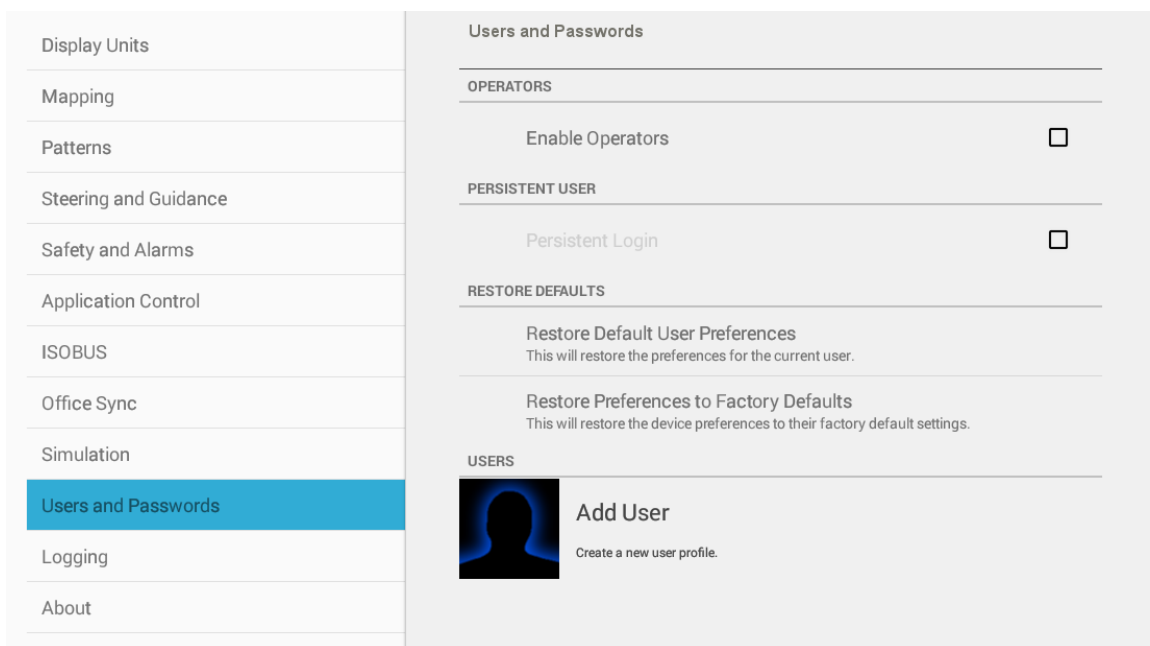 Display Units
Mapping
Patterns
Steering and Guidance
Safety and Alarms
Application Control
ISOBUS
Office Sync
Simulation
Users and Passwords
Logging
About
Users and Passwords
OPERATORS
Enable Operators
PERSISTENT USER
Persistent Login
RESTORE DEFAULTS
Restore Default User Preferences
This will restore the preferences for the current user.
Restore Preferences to Factory Defaults
This will restore the device preferences to their factory default settings.
USERS
Add User
Create a new user profile.